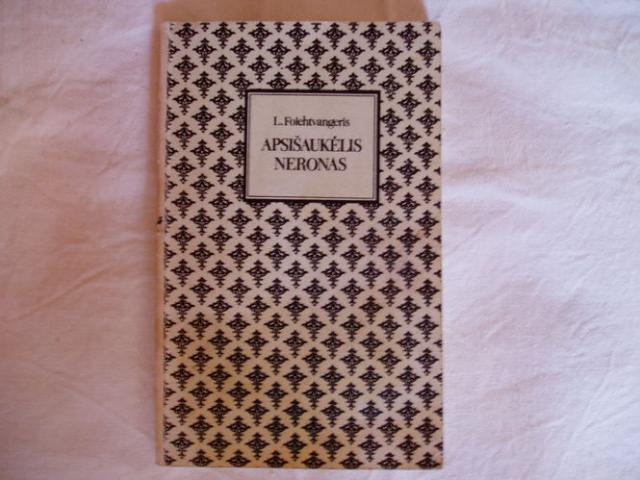 L. Foichtvangeris
APSIŠAUKĖLIS
NERONAS